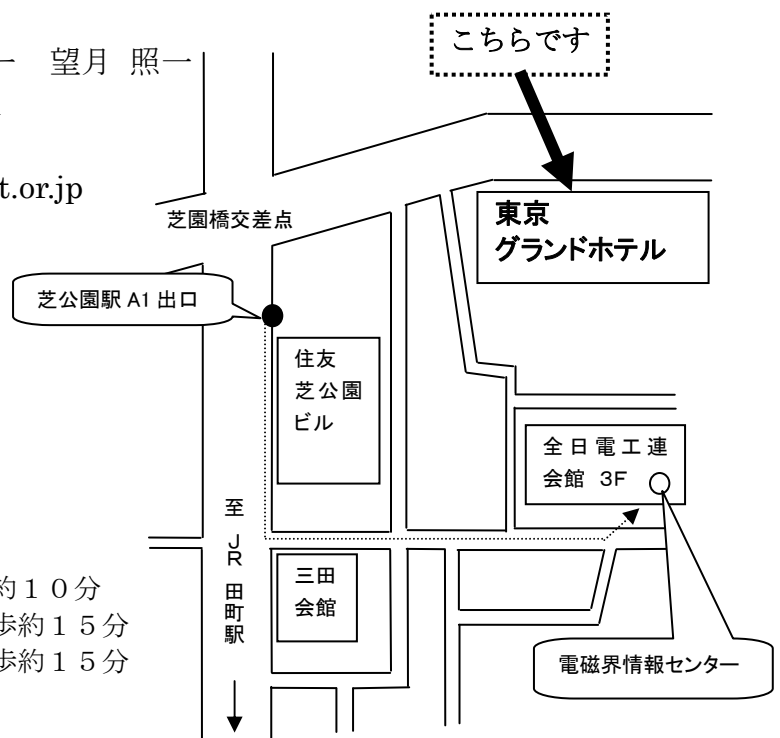 こちらです
一 望月 照一
t.or.jp
東京
グランドホテル
芝園橋交差点
芝公園駅 A1 出口
住友
芝公園
ビル
全日電工連
会館 3F
至 JR 田町駅
三田
会館
約１０分
歩約１５分
歩約１５分
電磁界情報センター